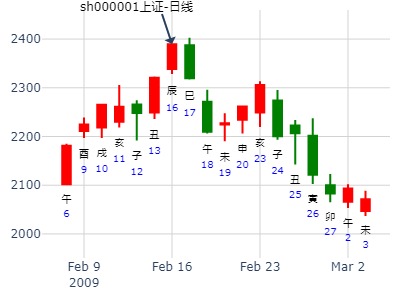 sh000001上证-日线
2400
2300
2200
2100
2000
午
6
酉
9
戌
10
亥
11
子
12
丑
13
辰
16
巳
17
午
18
未
19
申
20
亥
23
子
24
丑
25
寅
26
卯
27
午
2
未
3
Feb 9
2009
Feb 16
Feb 23
Mar 2